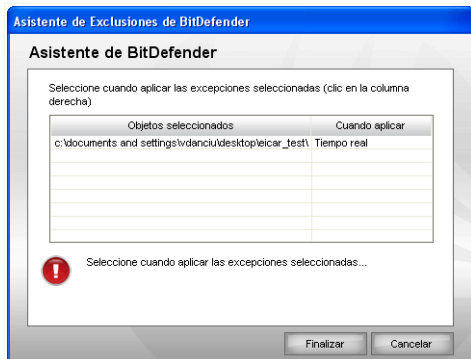 Asistente de Exclusiones de BitDefender
Asistente de BitDefender
Seleccione cuando aplicar las excepciones seleccionadas (clic en la columna
derecha)
Objetos seleccionados Cuando aplicar
c:\documents and settings\vdanciu\desktop\eicar_test\ Tiempo real
Seleccione cuando aplicar las excepciones seleccionadas...
Finalizar Cancelar